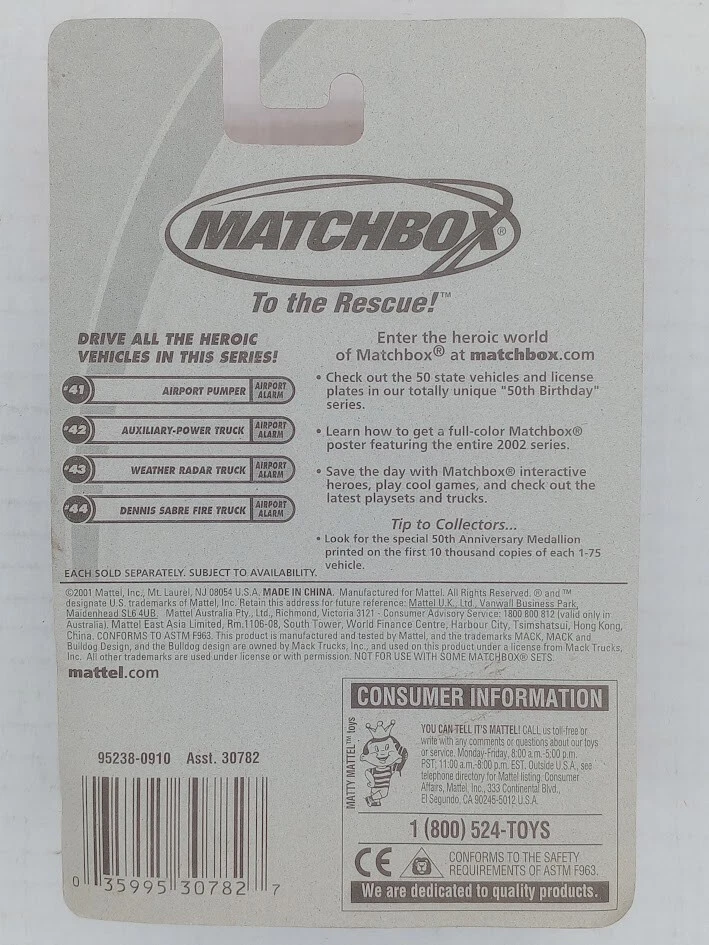 MATCHBOX®
To the Rescue!™
DRIVE ALL THE HEROIC
VEHICLES IN THIS SERIES!
#41 AIRPORT PUMPER AIRPORT ALARM
#42 AUXILIARY-POWER TRUCK AIRPORT ALARM
#43 WEATHER RADAR TRUCK AIRPORT ALARM
#44 DENNIS SABRE FIRE TRUCK AIRPORT ALARM
EACH SOLD SEPARATELY. SUBJECT TO AVAILABILITY.
Enter the heroic world
of Matchbox® at matchbox.com
• Check out the 50 state vehicles and license
plates in our totally unique "50th Birthday"
series.
• Learn how to get a full-color Matchbox®
poster featuring the entire 2002 series.
• Save the day with Matchbox® interactive
heroes, play cool games, and check out the
latest playsets and trucks.
Tip to Collectors...
• Look for the special 50th Anniversary Medallion
printed on the first 10 thousand copies of each 1-75
vehicle.
©2001 Mattel, Inc., Mt. Laurel, NJ 08054 U.S.A. MADE IN CHINA. Manufactured for Mattel. All Rights Reserved. ® and ™
designate U.S. trademarks of Mattel, Inc. Retain this address for future reference: Mattel U.K., Ltd., Vanwall Business Park,
Maidenhead SL6 4UB. Mattel Australia Pty., Ltd., Richmond, Victoria 3121 - Consumer Advisory Service: 1800 800 812 (valid only in
Australia). Mattel East Asia Limited, Rm.1106-08, South Tower, World Finance Centre, Harbour City, Tsimshatsui, Hong Kong,
China. CONFORMS TO ASTM F963. This product is manufactured and tested by Mattel, and the trademarks MACK, MACK and
Bulldog Design, and the Bulldog design are owned by Mack Trucks, Inc., and used on this product under a license from Mack Trucks,
Inc. All other trademarks are used under license or with permission. NOT FOR USE WITH SOME MATCHBOX® SETS.
mattel.com
95238-0910 Asst. 30782
0 35995 30782 7
CONSUMER INFORMATION
MATTY MATTEL™ toys
YOU CAN TELL IT'S MATTEL! CALL us toll-free or
write with any comments or questions about our toys
or service. Monday-Friday, 8:00 a.m.-5:00 p.m.
PST; 11:00 a.m.-8:00 p.m. EST. Outside U.S.A., see
telephone directory for Mattel listing. Consumer
Affairs, Mattel, Inc., 333 Continental Blvd.,
El Segundo, CA 90245-5012 U.S.A.
1 (800) 524-TOYS
CE
CONFORMS TO THE SAFETY
REQUIREMENTS OF ASTM F963.
We are dedicated to quality products.